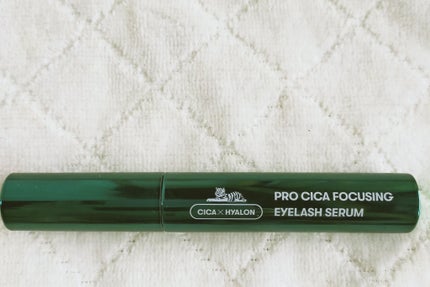 CICA × HYALON
PRO CICA FOCUSING
EYELASH SERUM